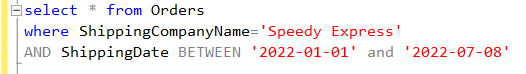 select * from Orders
where ShippingCompanyName='Speedy Express'
AND ShippingDate BETWEEN '2022-01-01' and '2022-07-08'